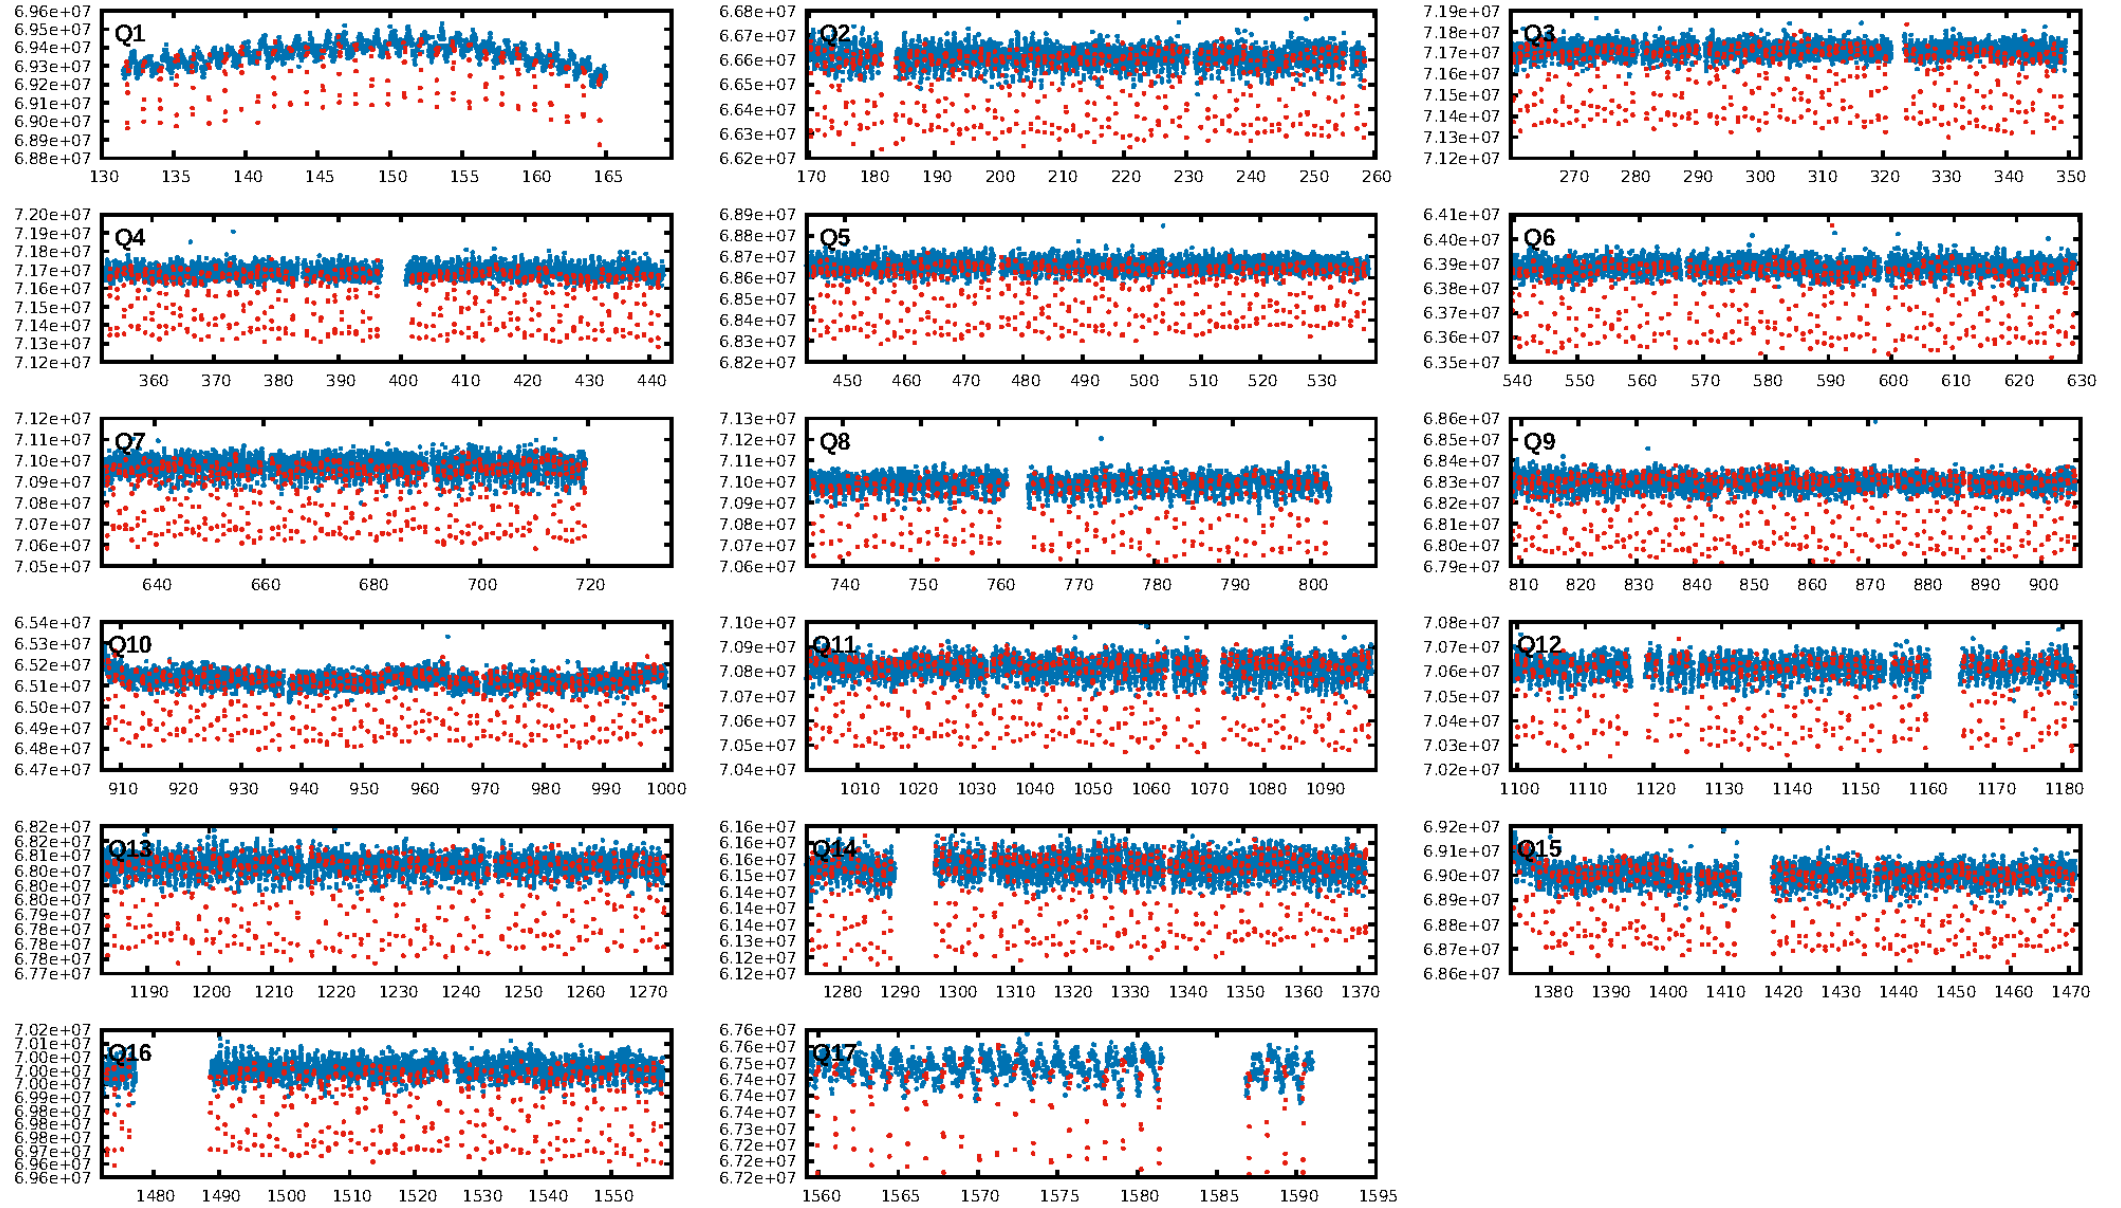 6.96e+07
6.95e+07
6.94e+07
6.93e+07
6.92e+07
6.91e+07
6.90e+07
6.89e+07
6.88e+07
Q1
130 135 140 145 150 155 160 165
6.68e+07
6.67e+07
6.66e+07
6.65e+07
6.64e+07
6.63e+07
6.62e+07
Q2
170 180 190 200 210 220 230 240 250 260
7.19e+07
7.18e+07
7.17e+07
7.16e+07
7.15e+07
7.14e+07
7.13e+07
7.12e+07
Q3
270 280 290 300 310 320 330 340 350
7.20e+07
7.19e+07
7.18e+07
7.17e+07
7.16e+07
7.15e+07
7.14e+07
7.13e+07
7.12e+07
Q4
360 370 380 390 400 410 420 430 440
6.89e+07
6.88e+07
6.87e+07
6.86e+07
6.85e+07
6.84e+07
6.83e+07
6.82e+07
Q5
450 460 470 480 490 500 510 520 530
6.41e+07
6.40e+07
6.39e+07
6.38e+07
6.37e+07
6.36e+07
6.35e+07
Q6
540 550 560 570 580 590 600 610 620 630
7.12e+07
7.11e+07
7.10e+07
7.09e+07
7.08e+07
7.07e+07
7.06e+07
7.05e+07
Q7
640 660 680 700 720
7.13e+07
7.12e+07
7.11e+07
7.10e+07
7.09e+07
7.08e+07
7.07e+07
7.06e+07
Q8
740 750 760 770 780 790 800
6.86e+07
6.85e+07
6.84e+07
6.83e+07
6.82e+07
6.81e+07
6.80e+07
6.79e+07
Q9
810 820 830 840 850 860 870 880 890 900
6.54e+07
6.53e+07
6.52e+07
6.51e+07
6.50e+07
6.49e+07
6.48e+07
6.47e+07
Q10
910 920 930 940 950 960 970 980 990 1000
7.10e+07
7.09e+07
7.08e+07
7.07e+07
7.06e+07
7.05e+07
7.04e+07
Q11
1010 1020 1030 1040 1050 1060 1070 1080 1090
7.08e+07
7.07e+07
7.06e+07
7.05e+07
7.04e+07
7.03e+07
7.02e+07
Q12
1100 1110 1120 1130 1140 1150 1160 1170 1180
6.82e+07
6.81e+07
6.81e+07
6.80e+07
6.80e+07
6.80e+07
6.79e+07
6.78e+07
6.78e+07
6.78e+07
6.77e+07
Q13
1190 1200 1210 1220 1230 1240 1250 1260 1270
6.16e+07
6.16e+07
6.16e+07
6.15e+07
6.14e+07
6.14e+07
6.14e+07
6.13e+07
6.12e+07
6.12e+07
Q14
1280 1290 1300 1310 1320 1330 1340 1350 1360 1370
6.92e+07
6.91e+07
6.90e+07
6.89e+07
6.88e+07
6.87e+07
6.86e+07
Q15
1380 1390 1400 1410 1420 1430 1440 1450 1460 1470
7.02e+07
7.01e+07
7.00e+07
7.00e+07
7.00e+07
6.99e+07
6.98e+07
6.98e+07
6.98e+07
6.97e+07
6.96e+07
6.96e+07
Q16
1480 1490 1500 1510 1520 1530 1540 1550
6.76e+07
6.76e+07
6.75e+07
6.74e+07
6.74e+07
6.74e+07
6.73e+07
6.72e+07
6.72e+07
6.72e+07
Q17
1560 1565 1570 1575 1580 1585 1590 1595